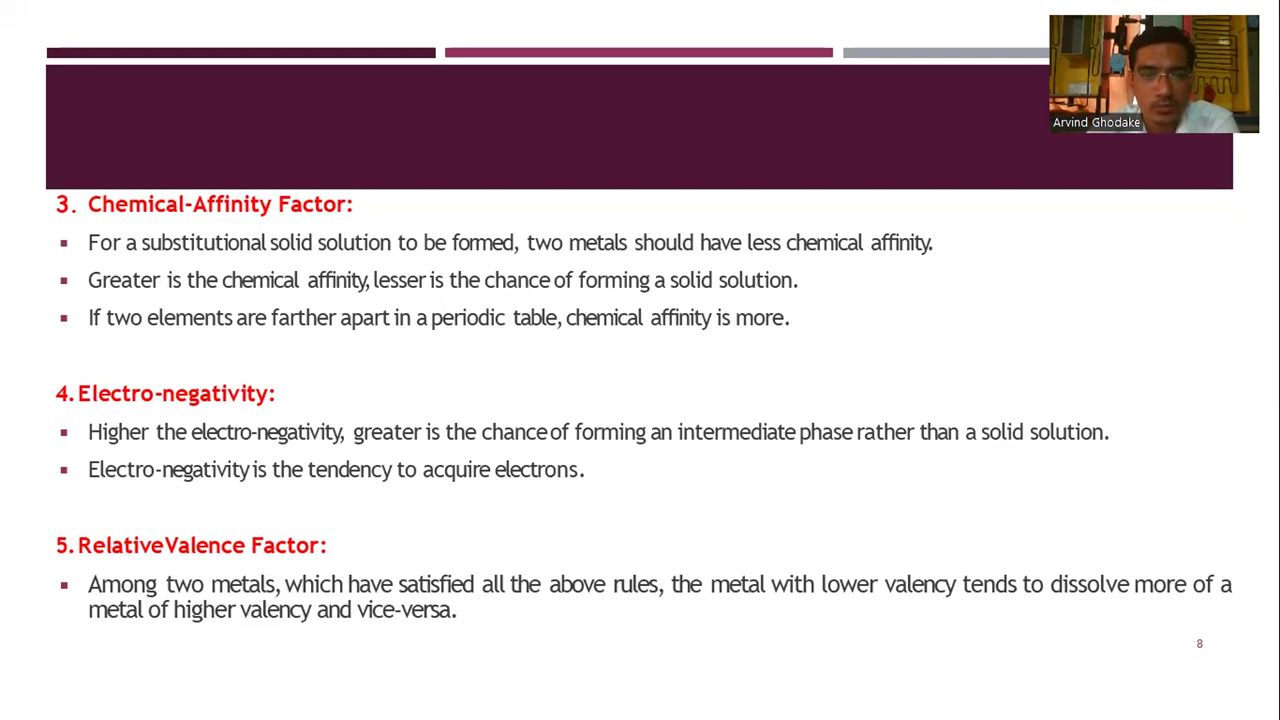 Arvind Ghodake
3. Chemical-Affinity Factor:
▪ For a substitutional solid solution to be formed, two metals should have less chemical affinity.
▪ Greater is the chemical affinity, lesser is the chance of forming a solid solution.
▪ If two elements are farther apart in a periodic table, chemical affinity is more.
4. Electro-negativity:
▪ Higher the electro-negativity, greater is the chance of forming an intermediate phase rather than a solid solution.
▪ Electro-negativity is the tendency to acquire electrons.
5. Relative Valence Factor:
▪ Among two metals, which have satisfied all the above rules, the metal with lower valency tends to dissolve more of a
metal of higher valency and vice-versa.
8